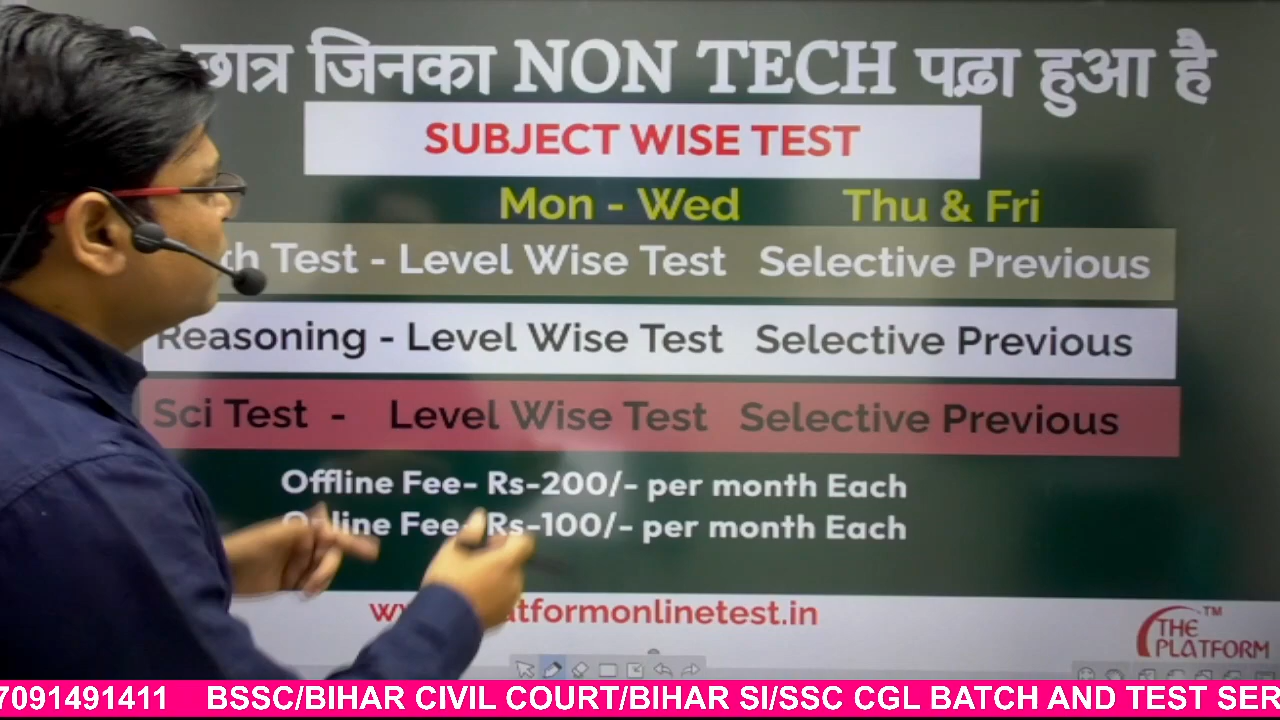 छात्र जिनका NON TECH पढ़ा हुआ है
SUBJECT WISE TEST
Mon - Wed Thu & Fri
Test - Level Wise Test Selective Previous
Reasoning - Level Wise Test Selective Previous
Sci Test - Level Wise Test Selective Previous
Offline Fee- Rs-200/- per month Each
Online Fee- Rs-100/- per month Each
atformonlinetest.in
THE PLATFORM TM
7091491411 BSSC/BIHAR CIVIL COURT/BIHAR SI/SSC CGL BATCH AND TEST SER